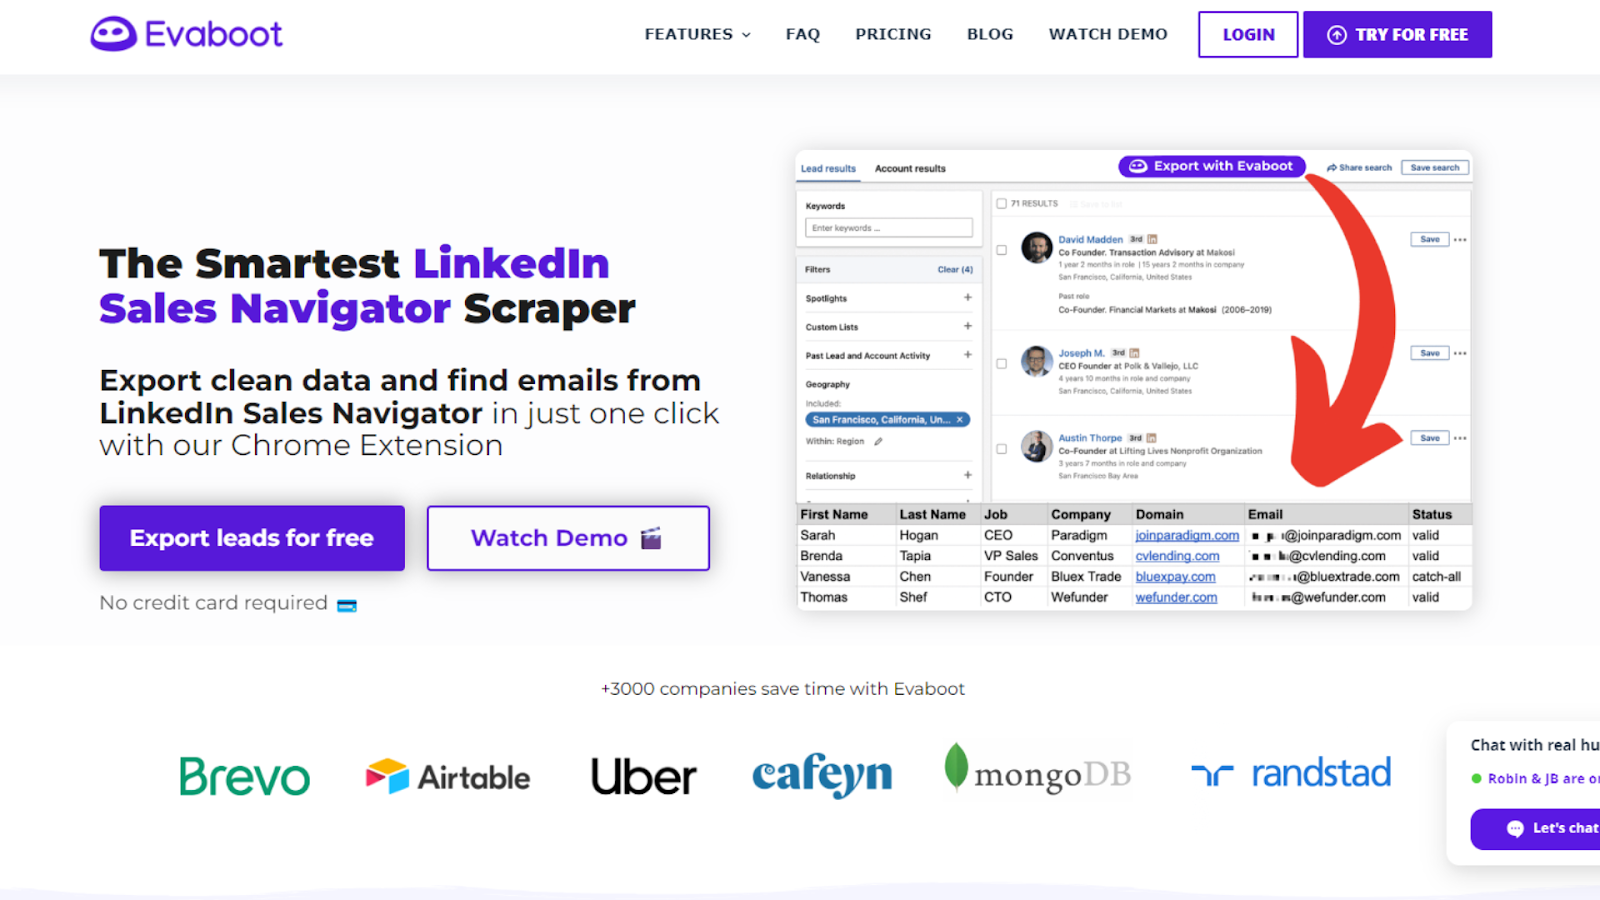 Evaboot
FEATURES
FAQ
PRICING
BLOG
WATCH DEMO
LOGIN
TRY FOR FREE
The Smartest LinkedIn
Sales Navigator Scraper
Export clean data and find emails from
LinkedIn Sales Navigator in just one click
with our Chrome Extension
Export leads for free
Watch Demo
No credit card required
Lead results
Account results
Export with Evaboot
Share search
Save search
Keywords
Enter keywords ...
Filters
Clear (4)
Spotlights +
Custom Lists +
Past Lead and Account Activity +
Geography
Included:
San Francisco, California, Un... ×
Within: Region
Relationship +
71 RESULTS
David Madden 3rd in
Save ...
Co Founder. Transaction Advisory at Makosi
1 year 2 months in role | 15 years 2 months in company
San Francisco, California, United States
Past role
Co-Founder. Financial Markets at Makosi (2006–2019)
Joseph M. 3rd in
Save ...
CEO Founder at Polk & Vallejo, LLC
4 years 10 months in role and company
San Francisco, California, United States
Austin Thorpe 3rd in
Save ...
Co-Founder at Lifting Lives Nonprofit Organization
3 years 7 months in role and company
San Francisco Bay Area
First Name Last Name Job Company Domain Email Status
Sarah Hogan CEO Paradigm joinparadigm.com @joinparadigm.com valid
Brenda Tapia VP Sales Conventus cvlending.com @cvlending.com valid
Vanessa Chen Founder Bluex Trade bluexpay.com @bluextrade.com catch-all
Thomas Shef CTO Wefunder wefunder.com @wefunder.com valid
+3000 companies save time with Evaboot
Brevo
Airtable
Uber
cafeyn
mongoDB
randstad
Chat with real hu
Robin & JB are o
Let's chat